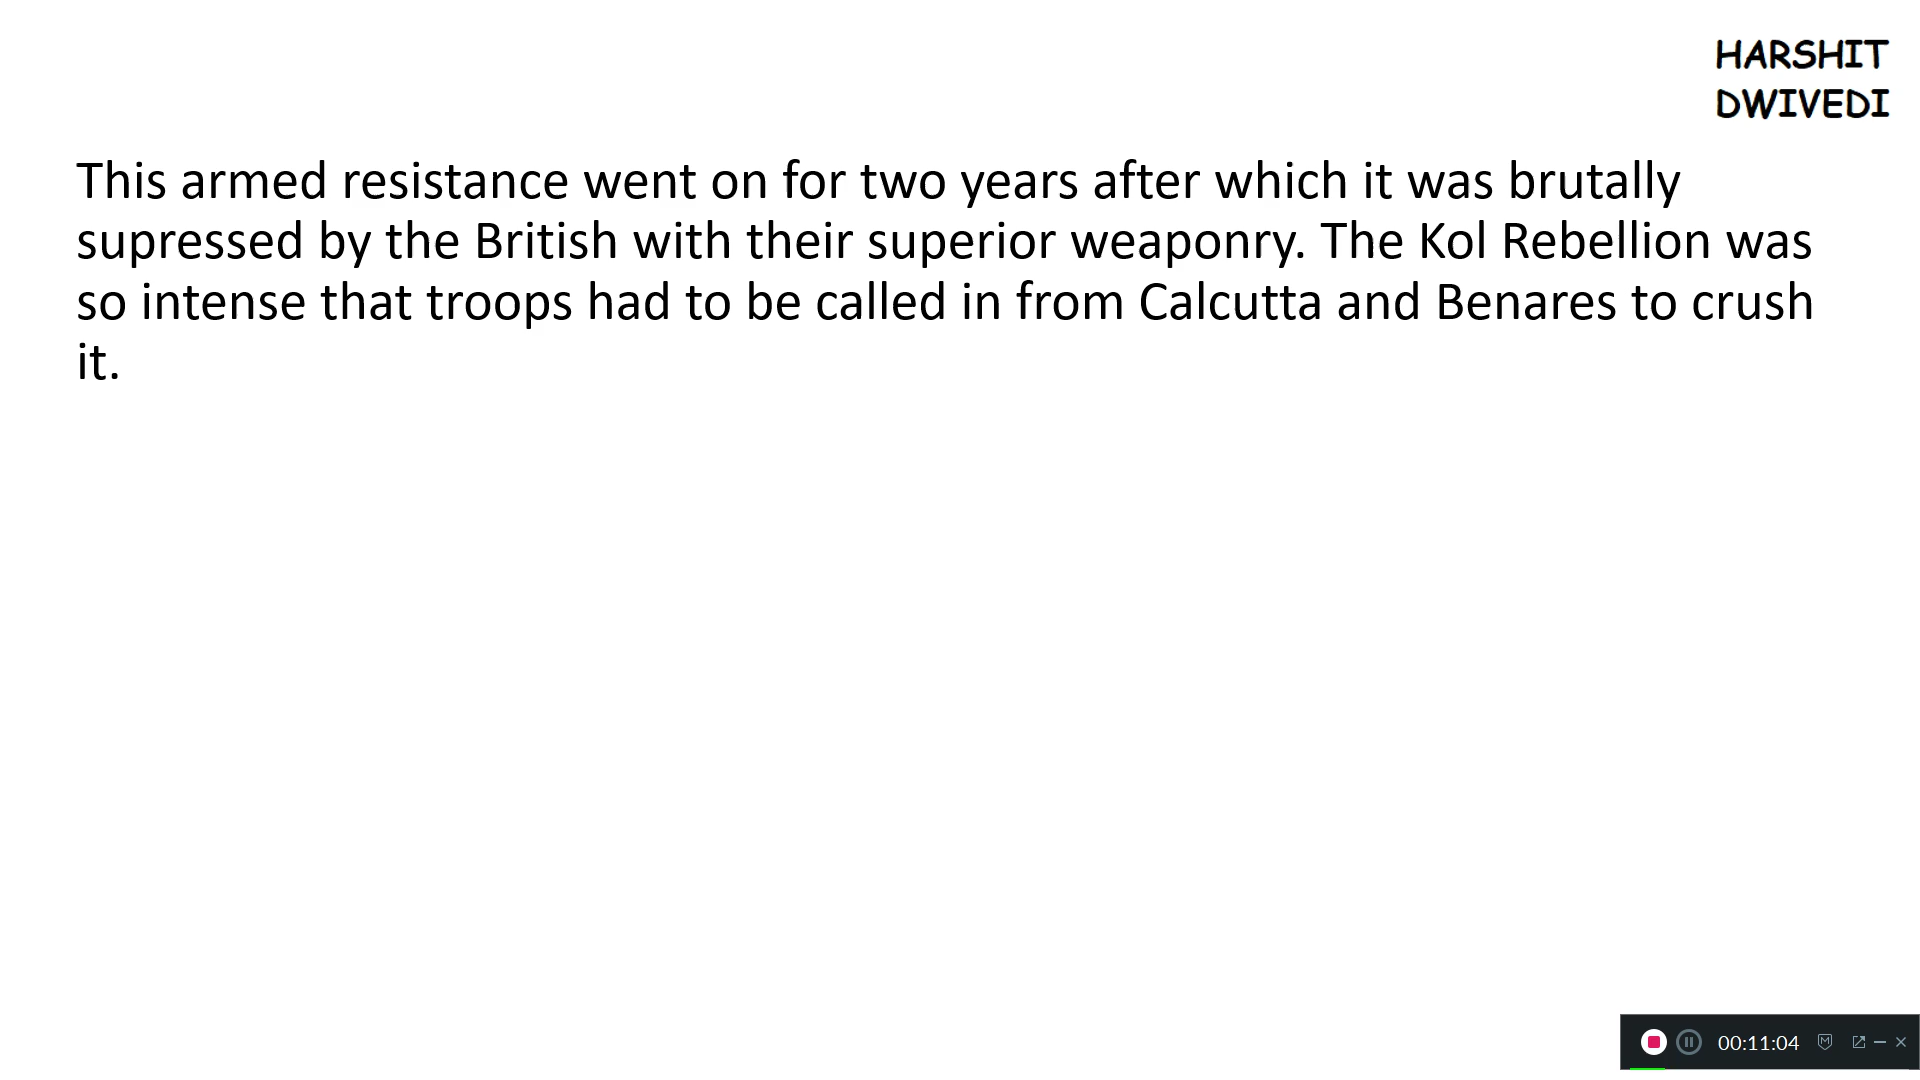 HARSHIT
DWIVEDI
This armed resistance went on for two years after which it was brutally
supressed by the British with their superior weaponry. The Kol Rebellion was
so intense that troops had to be called in from Calcutta and Benares to crush
it.
00:11:04